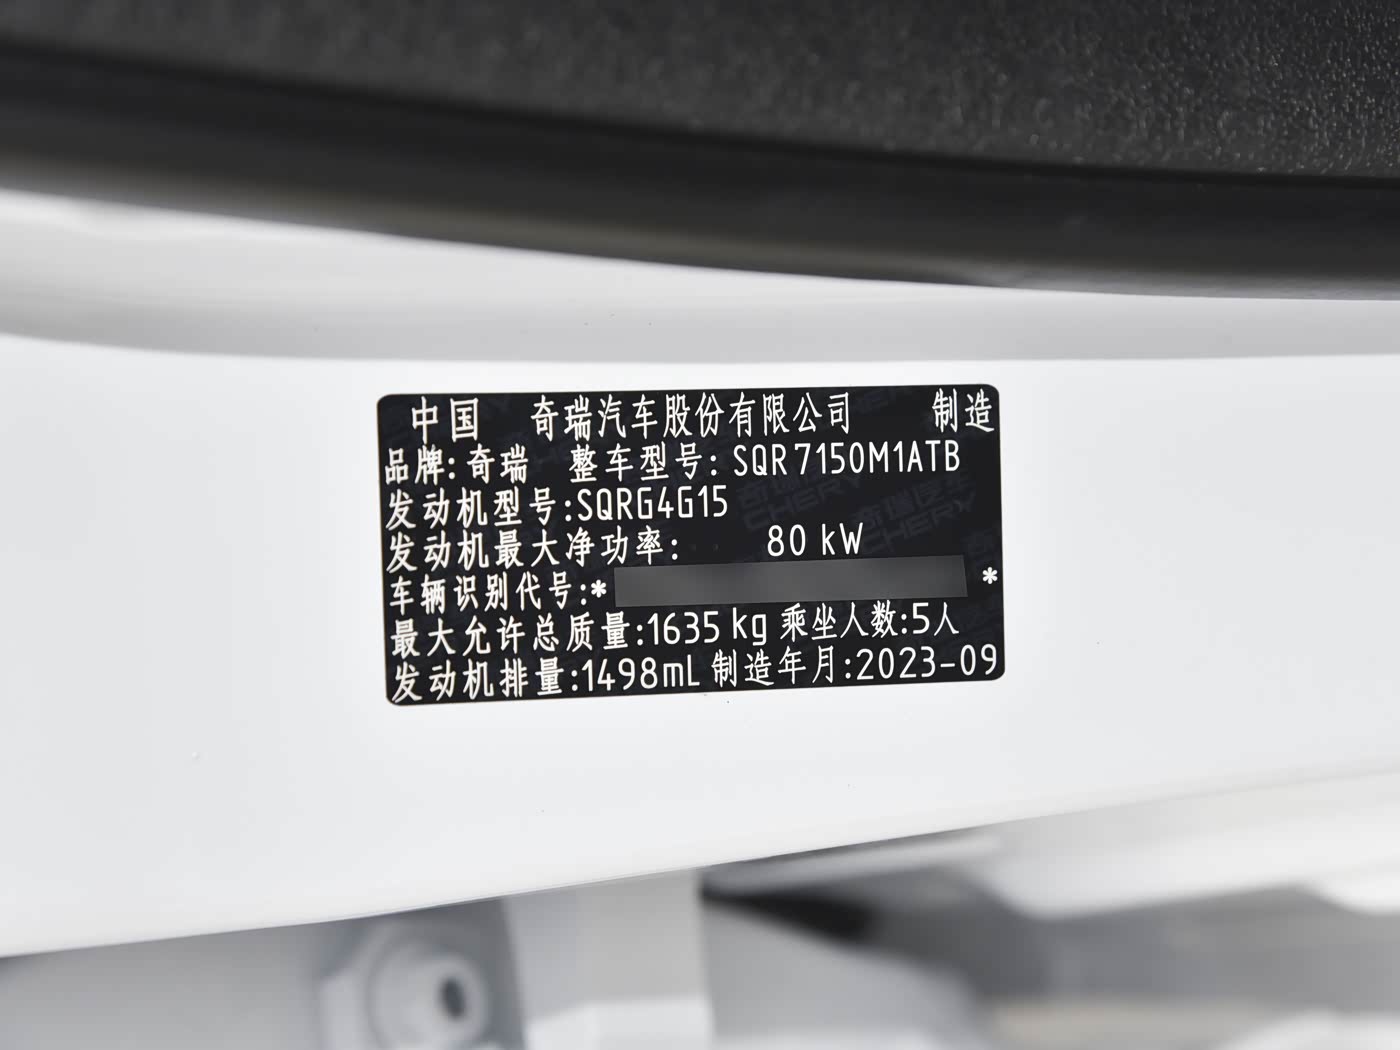 中国 奇瑞汽车股份有限公司 制造
品牌:奇瑞 整车型号:SQR7150M1ATB
发动机型号:SQRG4G15
发动机最大净功率: 80 kW
车辆识别代号:* *
最大允许总质量:1635kg 乘坐人数:5人
发动机排量:1498mL 制造年月:2023-09